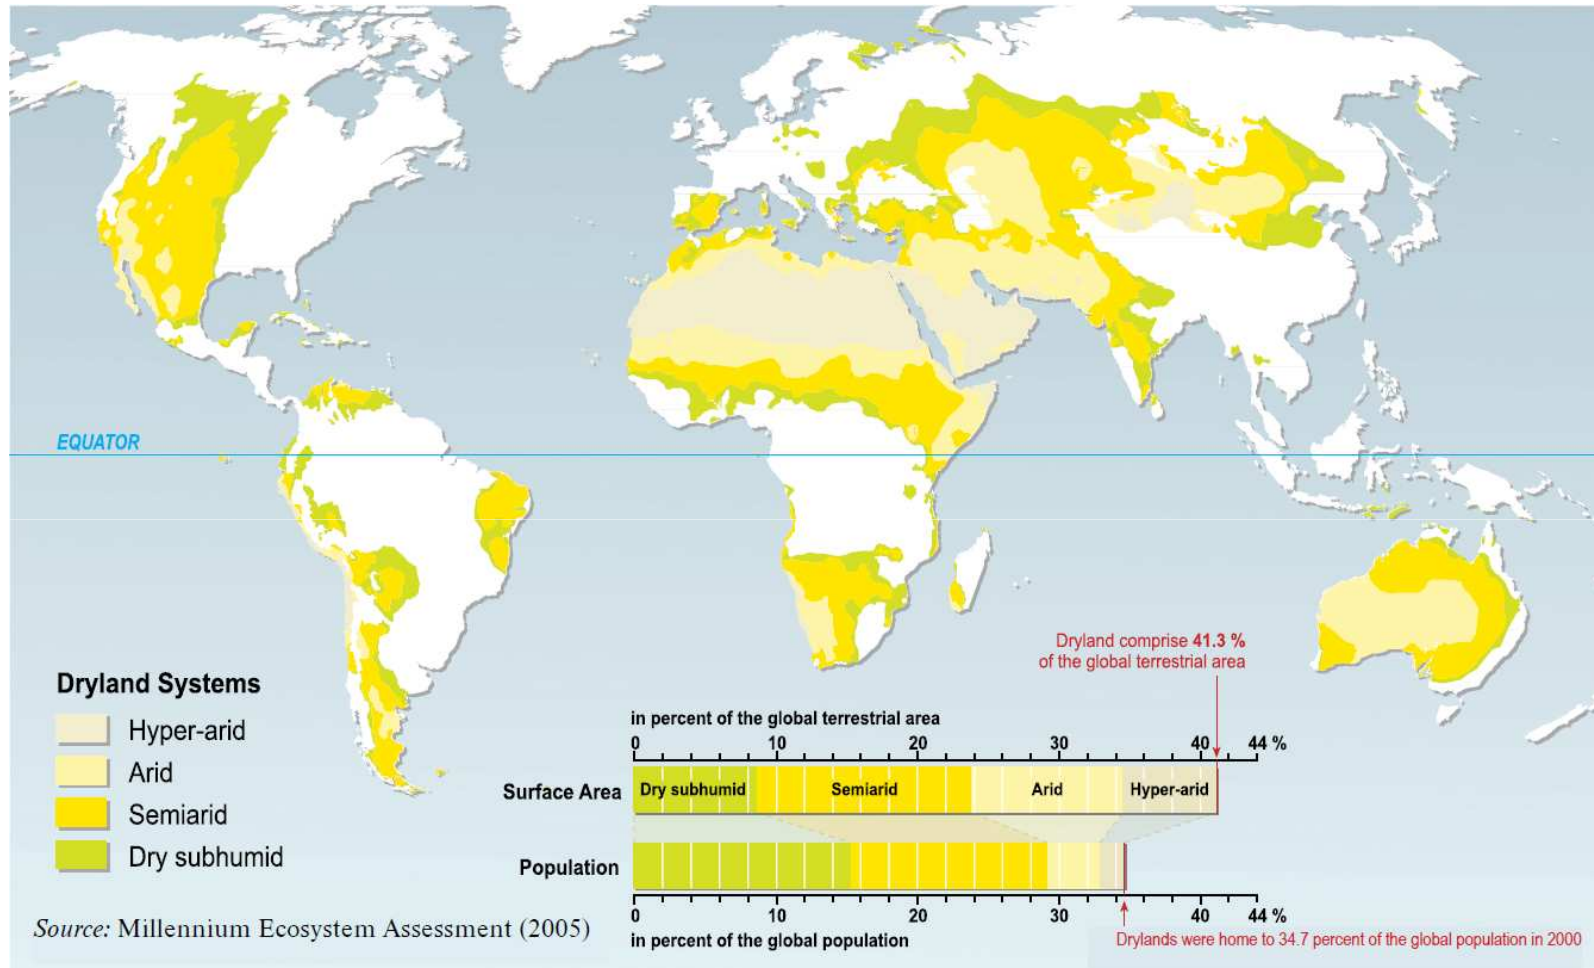 EQUATOR
Dryland Systems
Hyper-arid
Arid
Semiarid
Dry subhumid
Dryland comprise 41.3 %
of the global terrestrial area
in percent of the global terrestrial area
0 10 20 30 40 44 %
Surface Area
Dry subhumid Semiarid Arid Hyper-arid
Population
0 10 20 30 40 44 %
in percent of the global population
Drylands were home to 34.7 percent of the global population in 2000
Source: Millennium Ecosystem Assessment (2005)